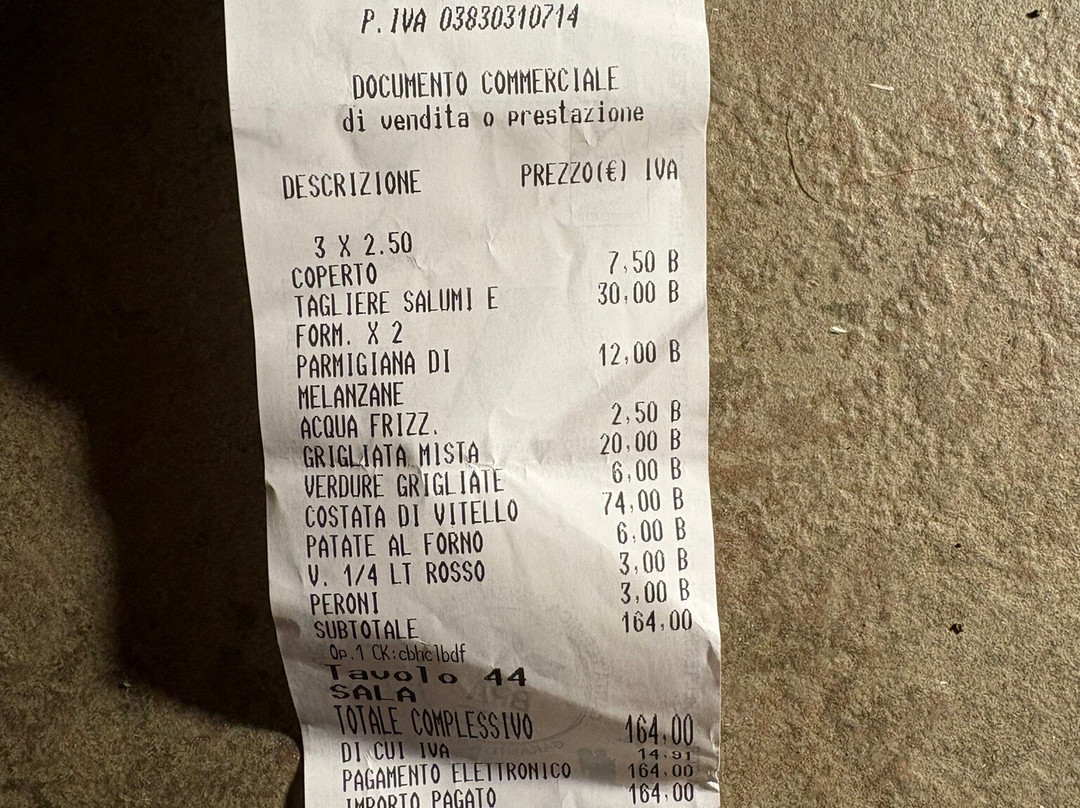 P. IVA 03830310714
DOCUMENTO COMMERCIALE
di vendita o prestazione
DESCRIZIONE PREZZO(€) IVA
3 X 2.50
COPERTO 7,50 B
TAGLIERE SALUMI E 30,00 B
FORM. X 2
PARMIGIANA DI 12,00 B
MELANZANE
ACQUA FRIZZ. 2,50 B
GRIGLIATA MISTA 20,00 B
VERDURE GRIGLIATE 6,00 B
COSTATA DI VITELLO 74,00 B
PATATE AL FORNO 6,00 B
V. 1/4 LT ROSSO 3,00 B
PERONI 3,00 B
SUBTOTALE 164,00
Op.1 CK:cbhclbdf
Tavolo 44
SALA
TOTALE COMPLESSIVO 164,00
DI CUI IVA 14,91
PAGAMENTO ELETTRONICO 164,00
IMPORTO PAGATO 164,00